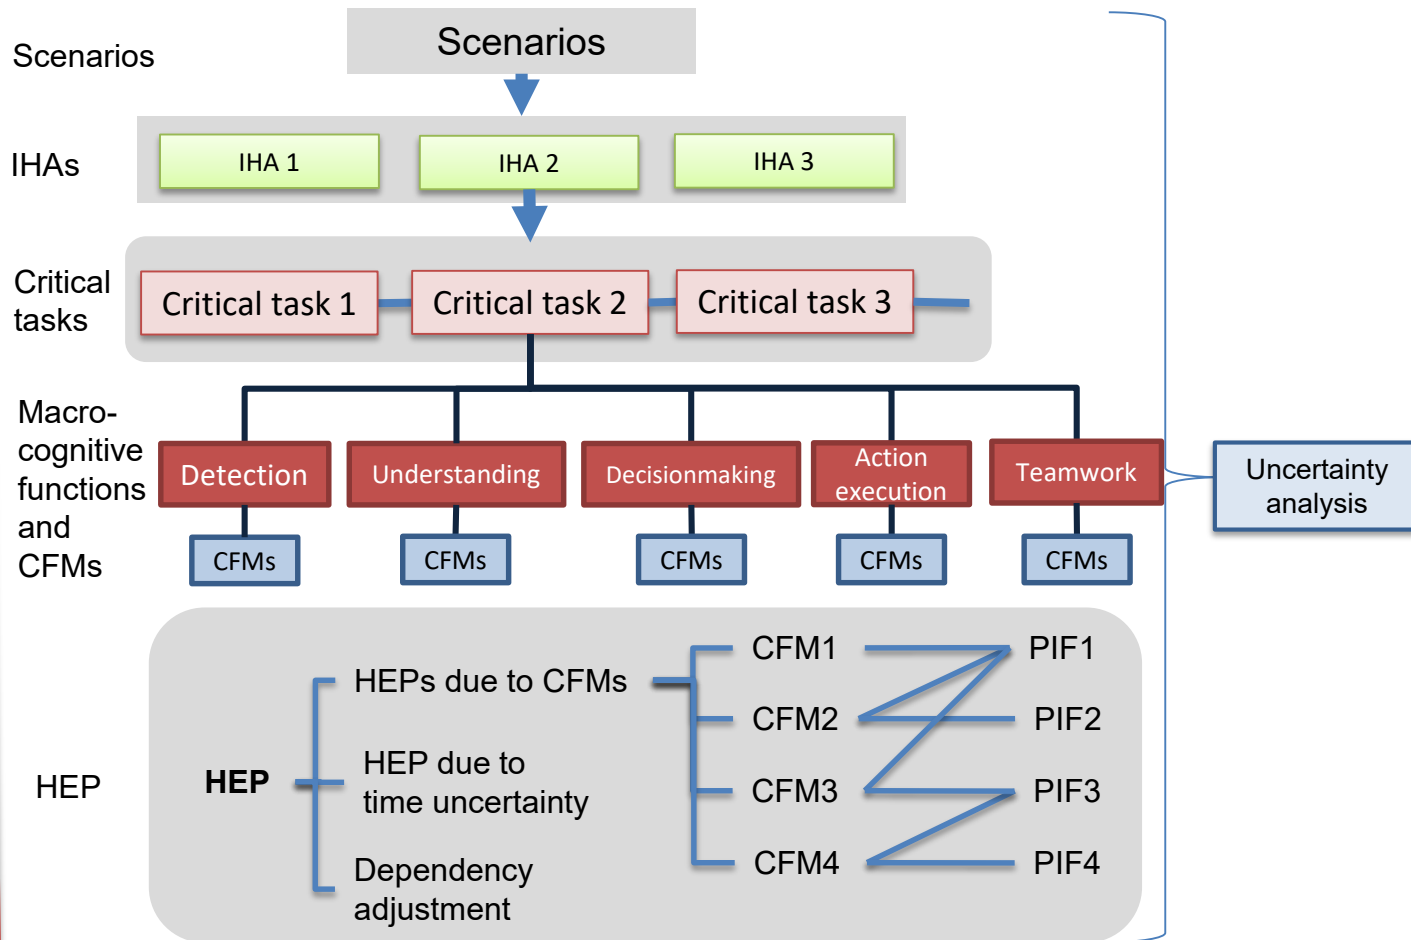 Scenarios
Scenarios
IHAs
IHA 1
IHA 2
IHA 3
Critical
tasks
Critical task 1
Critical task 2
Critical task 3
Macro-
cognitive
functions
and
CFMs
Detection
Understanding
Decisionmaking
Action
execution
Teamwork
CFMs
CFMs
CFMs
CFMs
CFMs
Uncertainty
analysis
HEP
HEP
HEPs due to CFMs
HEP due to
time uncertainty
Dependency
adjustment
CFM1
CFM2
CFM3
CFM4
PIF1
PIF2
PIF3
PIF4